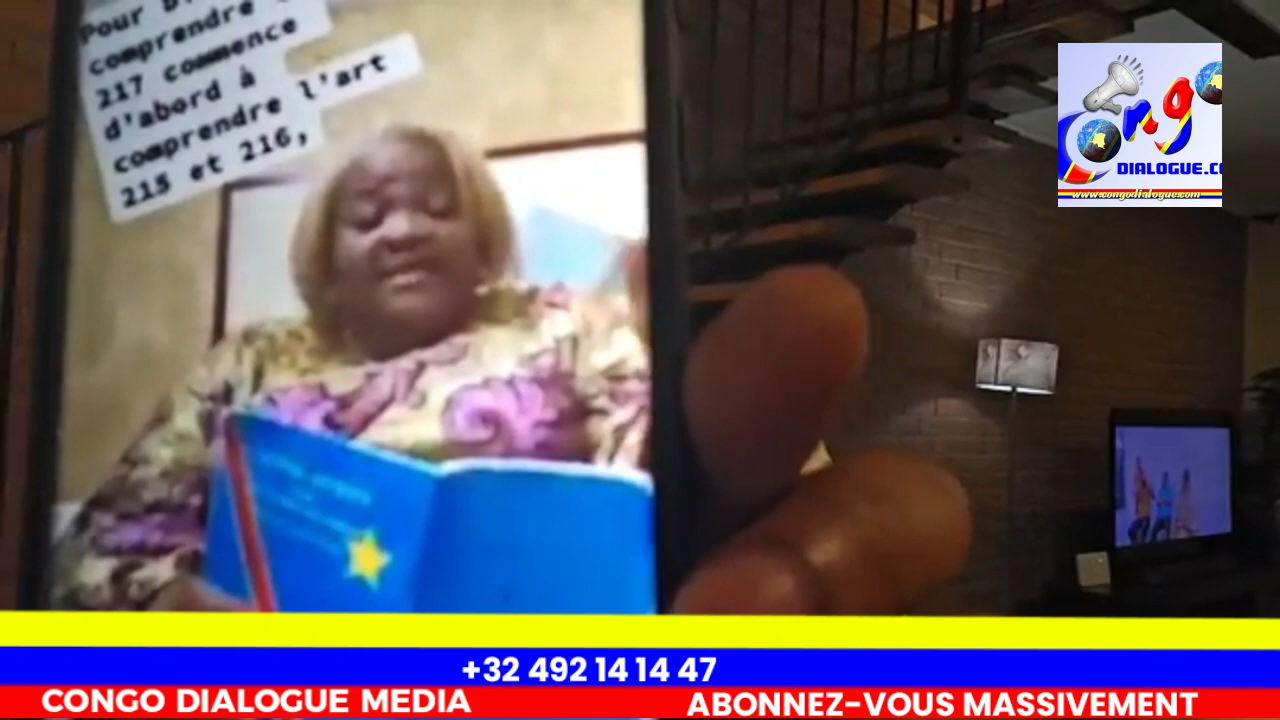 Pour
comprendre
217 commence
d'abord à
comprendre l'art
215 et 216,
DIALOGUE.C
www.congodialogue.com
+32 492 14 14 47
CONGO DIALOGUE MEDIA
ABONNEZ-VOUS MASSIVEMENT